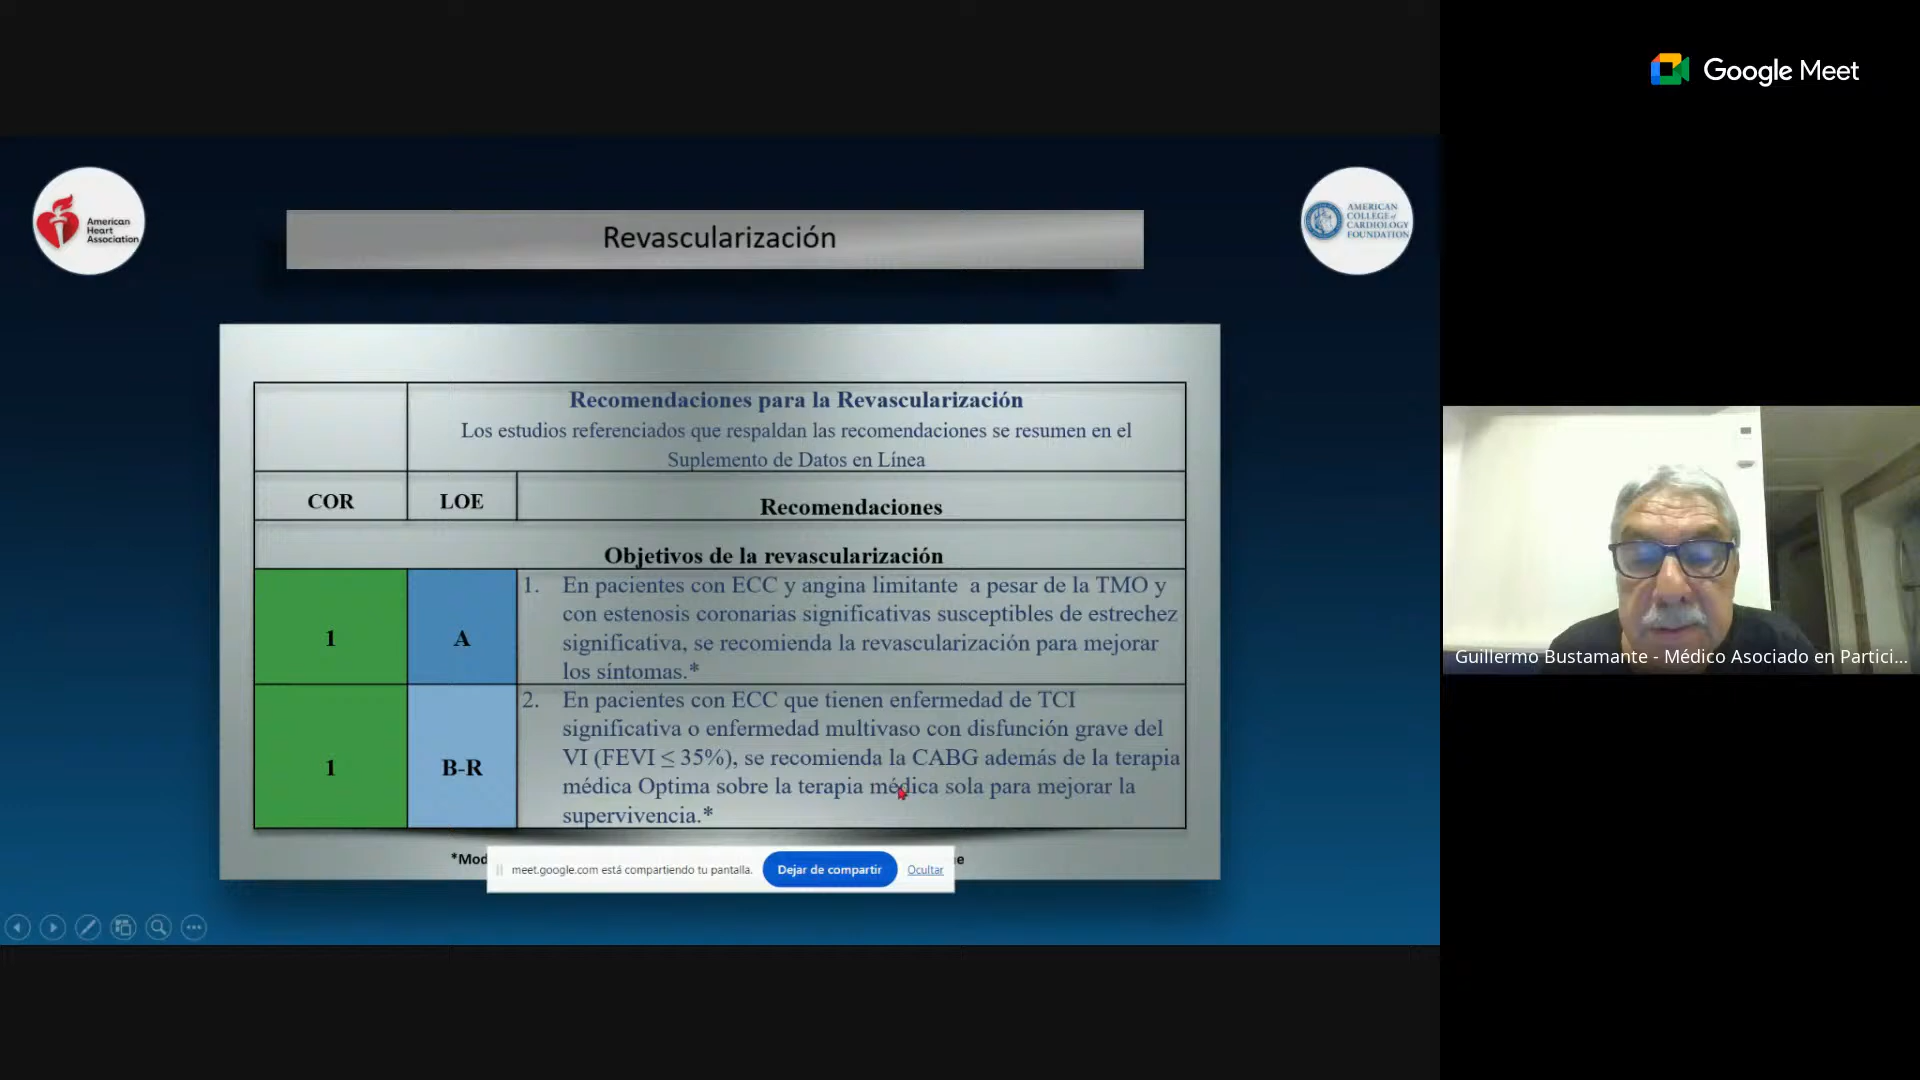 Google Meet
American
Heart
Association
AMERICAN
COLLEGE of
CARDIOLOGY
FOUNDATION
Revascularización
Recomendaciones para la Revascularización
Los estudios referenciados que respaldan las recomendaciones se resumen en el
Suplemento de Datos en Línea
COR LOE Recomendaciones
Objetivos de la revascularización
1 A
1. En pacientes con ECC y angina limitante a pesar de la TMO y
con estenosis coronarias significativas susceptibles de estrechez
significativa, se recomienda la revascularización para mejorar
los síntomas.*
1 B-R
2. En pacientes con ECC que tienen enfermedad de TCI
significativa o enfermedad multivaso con disfunción grave del
VI (FEVI ≤ 35%), se recomienda la CABG además de la terapia
médica Optima sobre la terapia médica sola para mejorar la
supervivencia.*
meet.google.com está compartiendo tu pantalla. Dejar de compartir Ocultar
Guillermo Bustamante - Médico Asociado en Partici...